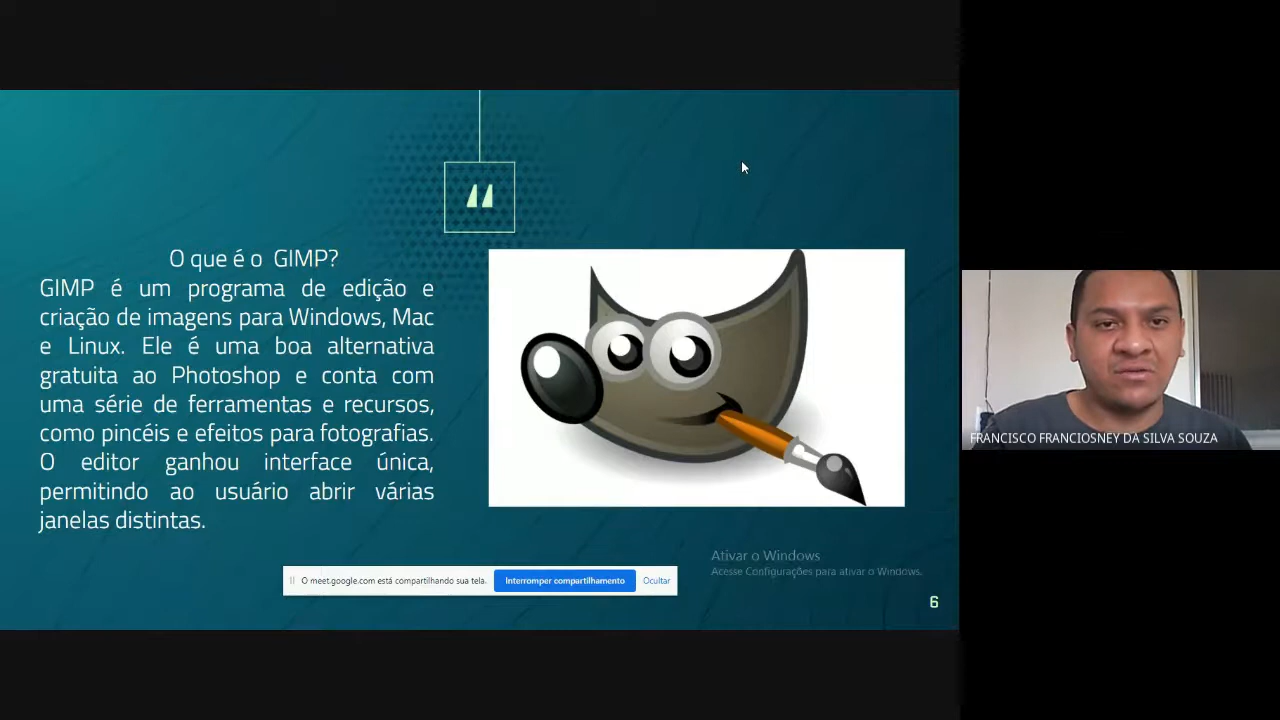 “
O que é o GIMP?
GIMP é um programa de edição e
criação de imagens para Windows, Mac
e Linux. Ele é uma boa alternativa
gratuita ao Photoshop e conta com
uma série de ferramentas e recursos,
como pincéis e efeitos para fotografias.
O editor ganhou interface única,
permitindo ao usuário abrir várias
janelas distintas.
FRANCISCO FRANCIOSNEY DA SILVA SOUZA
Ativar o Windows
Acesse Configurações para ativar o Windows.
O meet.google.com está compartilhando sua tela. Interromper compartilhamento Ocultar
6